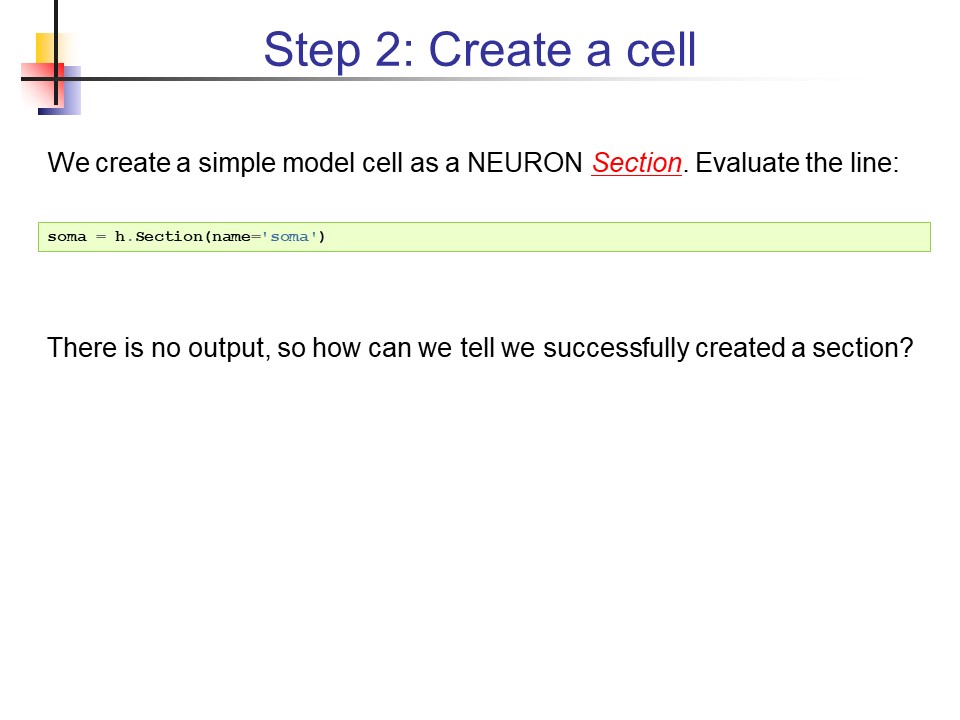 Step 2: Create a cell
We create a simple model cell as a NEURON Section. Evaluate the line:
soma = h.Section(name='soma')
There is no output, so how can we tell we successfully created a section?